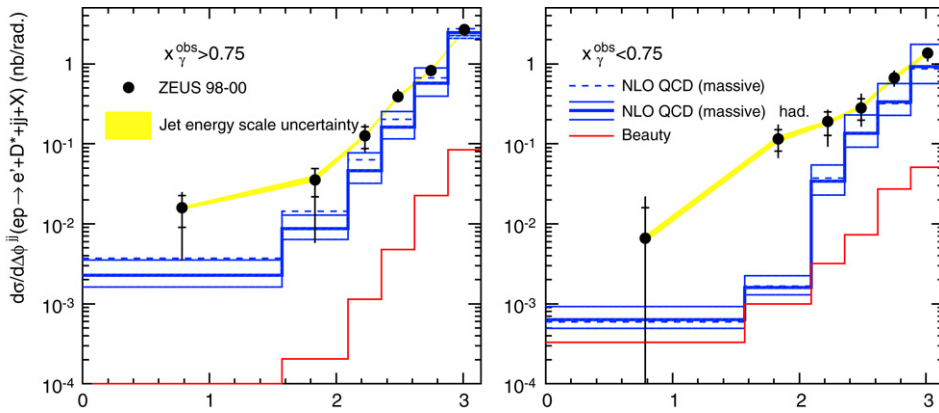 dσ/dΔϕ^jj(ep→e'+D*+jj+X) (nb/rad.)
1
10^-1
10^-2
10^-3
10^-4
x_γ^obs>0.75
ZEUS 98-00
Jet energy scale uncertainty
0 1 2 3
1
10^-1
10^-2
10^-3
10^-4
x_γ^obs<0.75
NLO QCD (massive)
NLO QCD (massive) had.
Beauty
0 1 2 3